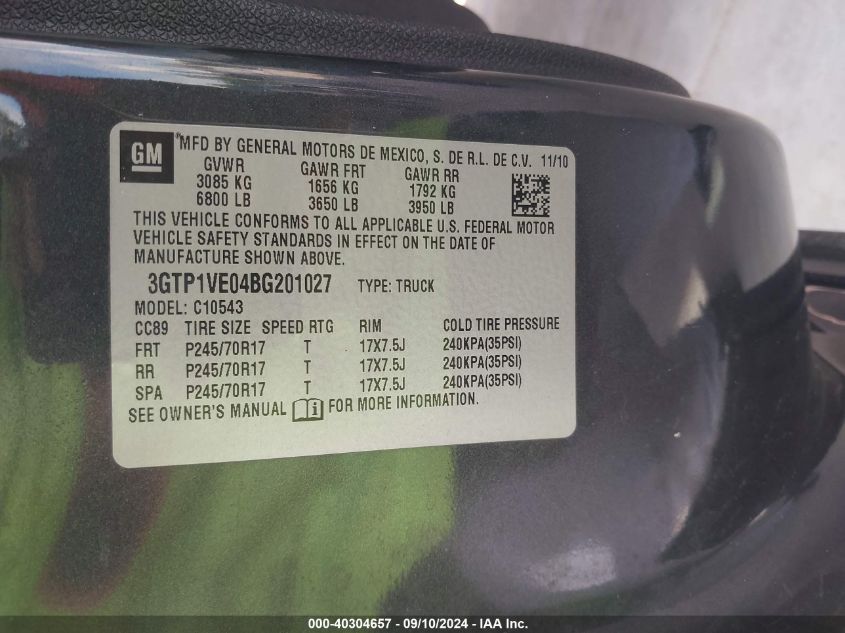 GM
"MFD BY GENERAL MOTORS DE MEXICO, S. DE R.L. DE C.V. 11/10
GVWR GAWR FRT GAWR RR
3085 KG 1656 KG 1792 KG
6800 LB 3650 LB 3950 LB
THIS VEHICLE CONFORMS TO ALL APPLICABLE U.S. FEDERAL MOTOR
VEHICLE SAFETY STANDARDS IN EFFECT ON THE DATE OF
MANUFACTURE SHOWN ABOVE.
3GTP1VE04BG201027 TYPE: TRUCK
MODEL: C10543
CC89 TIRE SIZE SPEED RTG RIM COLD TIRE PRESSURE
FRT P245/70R17 T 17X7.5J 240KPA(35PSI)
RR P245/70R17 T 17X7.5J 240KPA(35PSI)
SPA P245/70R17 T 17X7.5J 240KPA(35PSI)
SEE OWNER'S MANUAL i FOR MORE INFORMATION.
000-40304657 - 09/10/2024 - IAA Inc.